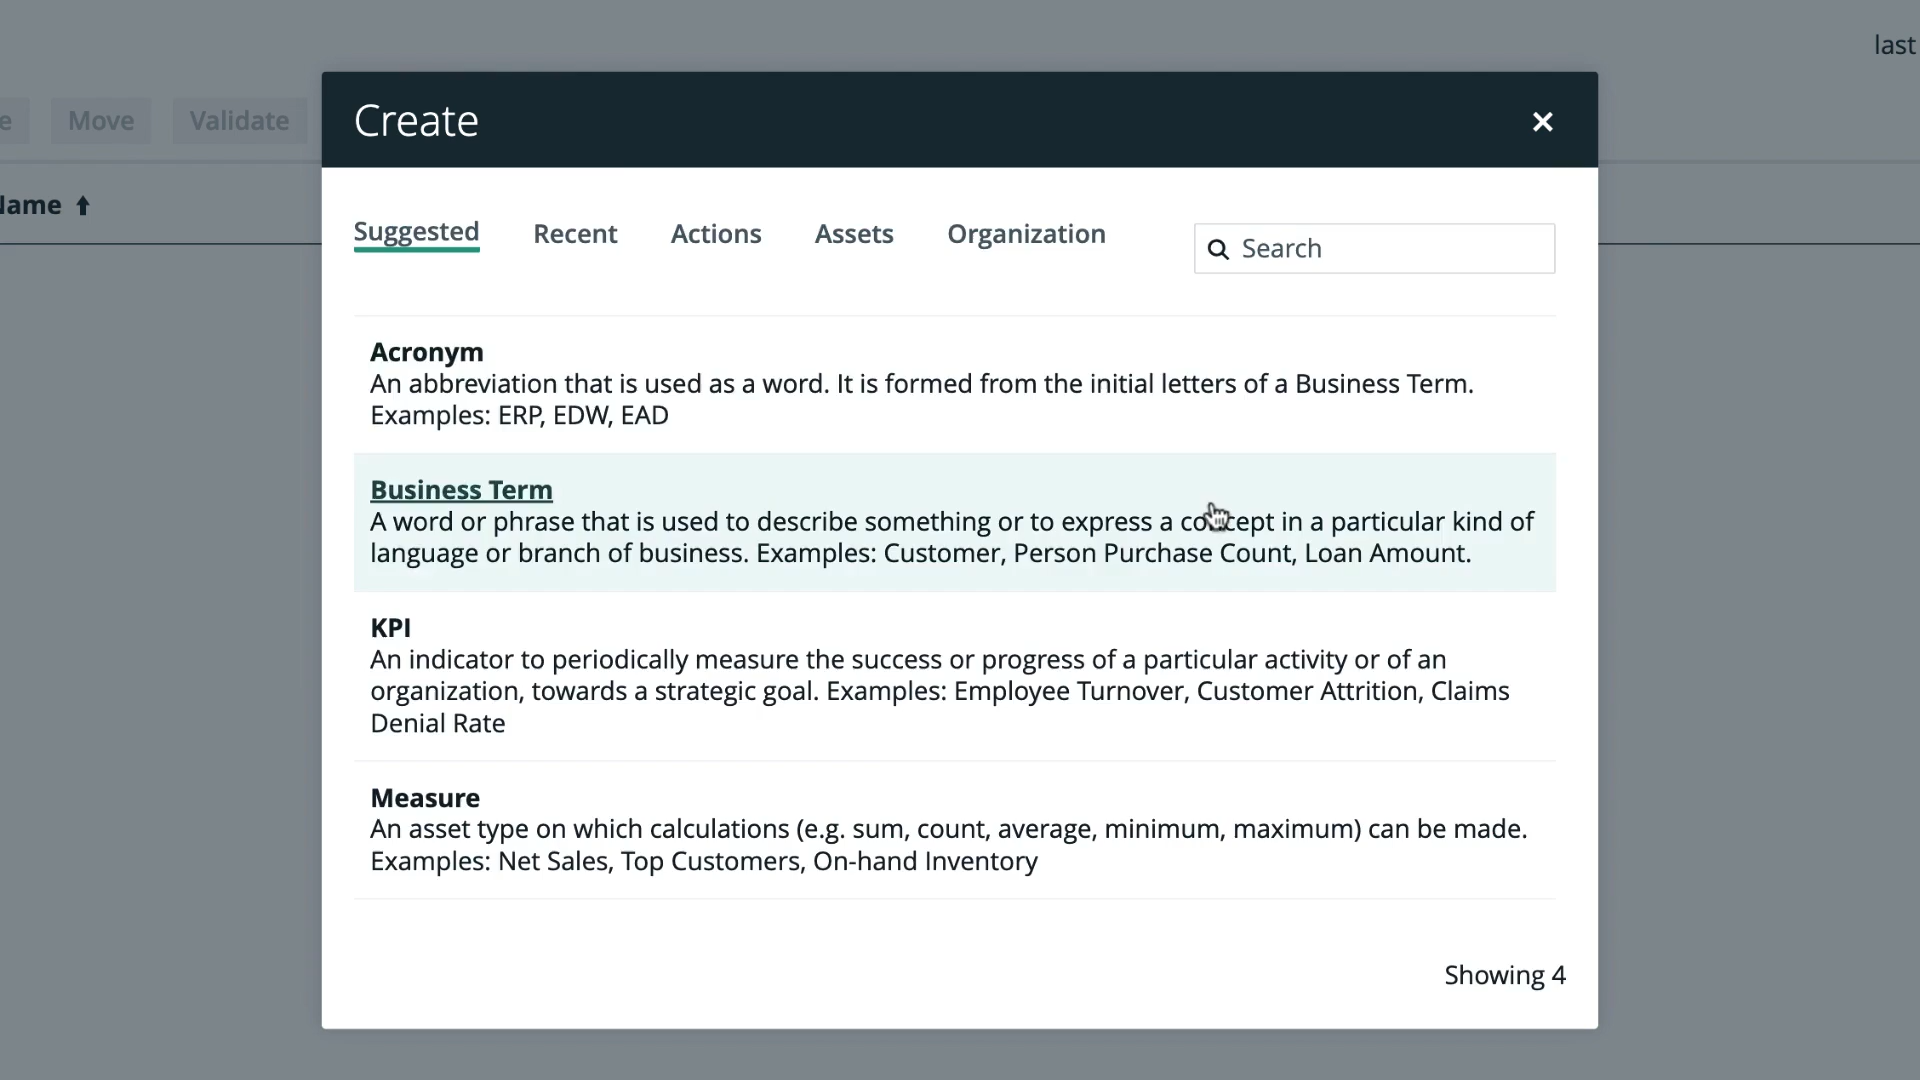 last
e Move Validate
Create
Name
Suggested Recent Actions Assets Organization
Search
Acronym
An abbreviation that is used as a word. It is formed from the initial letters of a Business Term.
Examples: ERP, EDW, EAD
Business Term
A word or phrase that is used to describe something or to express a concept in a particular kind of
language or branch of business. Examples: Customer, Person Purchase Count, Loan Amount.
KPI
An indicator to periodically measure the success or progress of a particular activity or of an
organization, towards a strategic goal. Examples: Employee Turnover, Customer Attrition, Claims
Denial Rate
Measure
An asset type on which calculations (e.g. sum, count, average, minimum, maximum) can be made.
Examples: Net Sales, Top Customers, On-hand Inventory
Showing 4